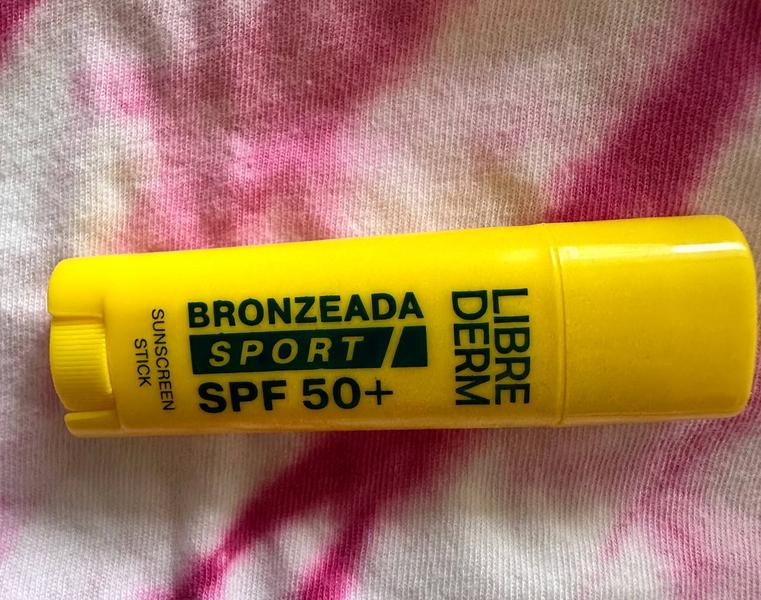 LIBRE
DERM
BRONZEADA
SPORT
SPF 50+
SUNSCREEN
STICK